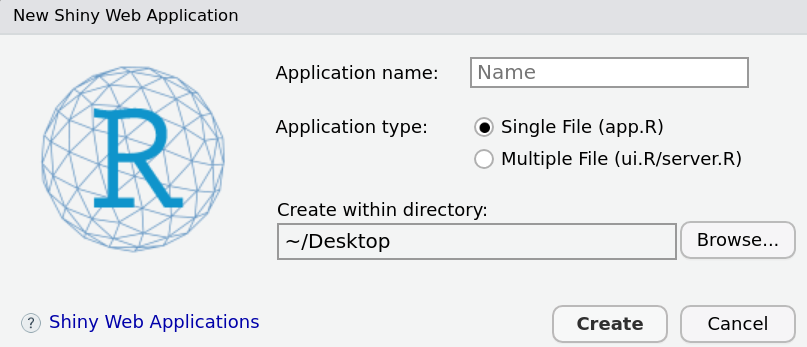 New Shiny Web Application
R
Application name: Name
Application type: Single File (app.R)
Multiple File (ui.R/server.R)
Create within directory:
~/Desktop Browse...
? Shiny Web Applications Create Cancel